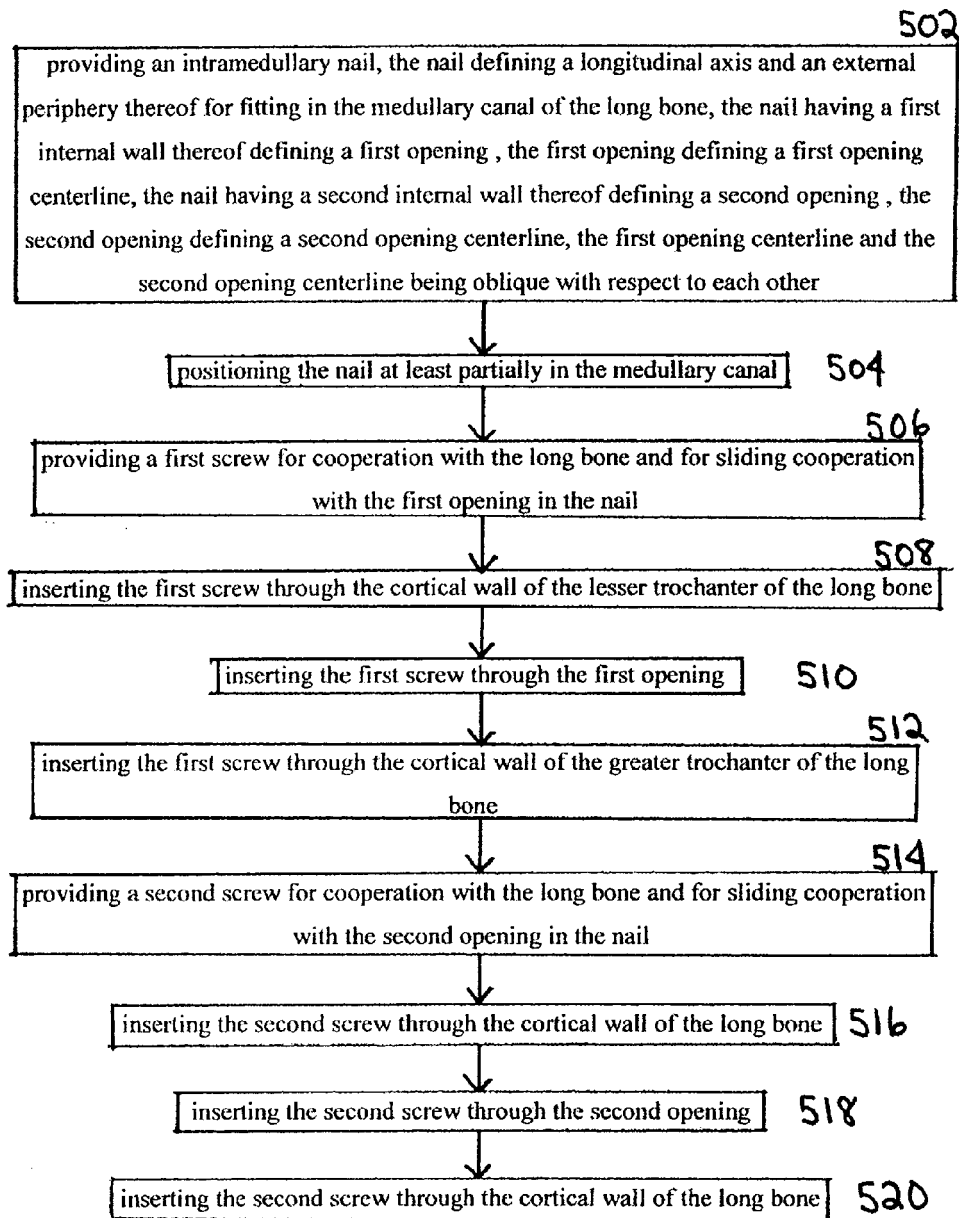 502
providing an intramedullary nail, the nail defining a longitudinal axis and an external
periphery thereof for fitting in the medullary canal of the long bone, the nail having a first
internal wall thereof defining a first opening , the first opening defining a first opening
centerline, the nail having a second internal wall thereof defining a second opening , the
second opening defining a second opening centerline, the first opening centerline and the
second opening centerline being oblique with respect to each other
positioning the nail at least partially in the medullary canal 504
506
providing a first screw for cooperation with the long bone and for sliding cooperation
with the first opening in the nail
508
inserting the first screw through the cortical wall of the lesser trochanter of the long bone
inserting the first screw through the first opening 510
512
inserting the first screw through the cortical wall of the greater trochanter of the long
bone
514
providing a second screw for cooperation with the long bone and for sliding cooperation
with the second opening in the nail
inserting the second screw through the cortical wall of the long bone 516
inserting the second screw through the second opening 518
inserting the second screw through the cortical wall of the long bone 520